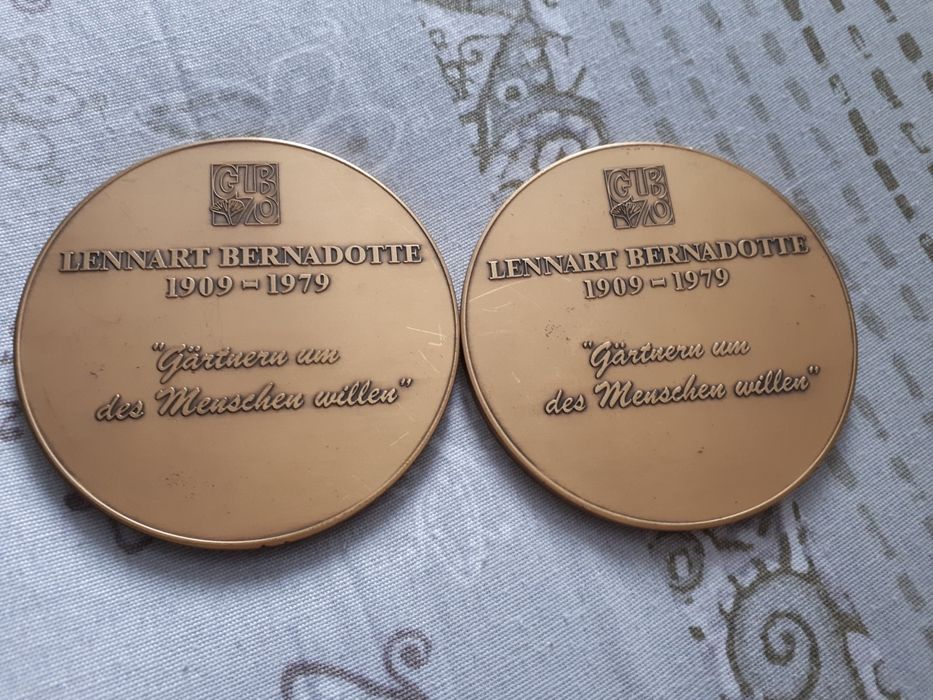 GLB
70
LENNART BERNADOTTE
1909 - 1979
"Gärtnern um
des Menschen willen"
GLB
70
LENNART BERNADOTTE
1909 - 1979
"Gärtnern um
des Menschen willen"